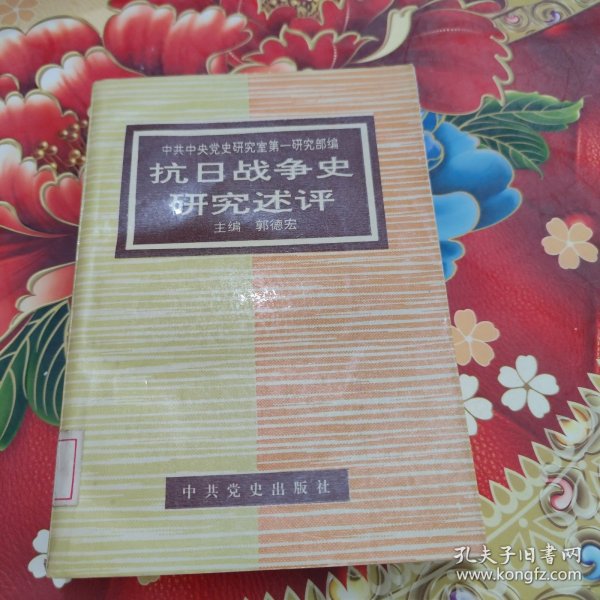 中共中央党史研究室第一研究部编
抗日战争史
研究述评
主编 郭德宏
中共党史出版社
孔夫子旧书网
www.kongfz.com